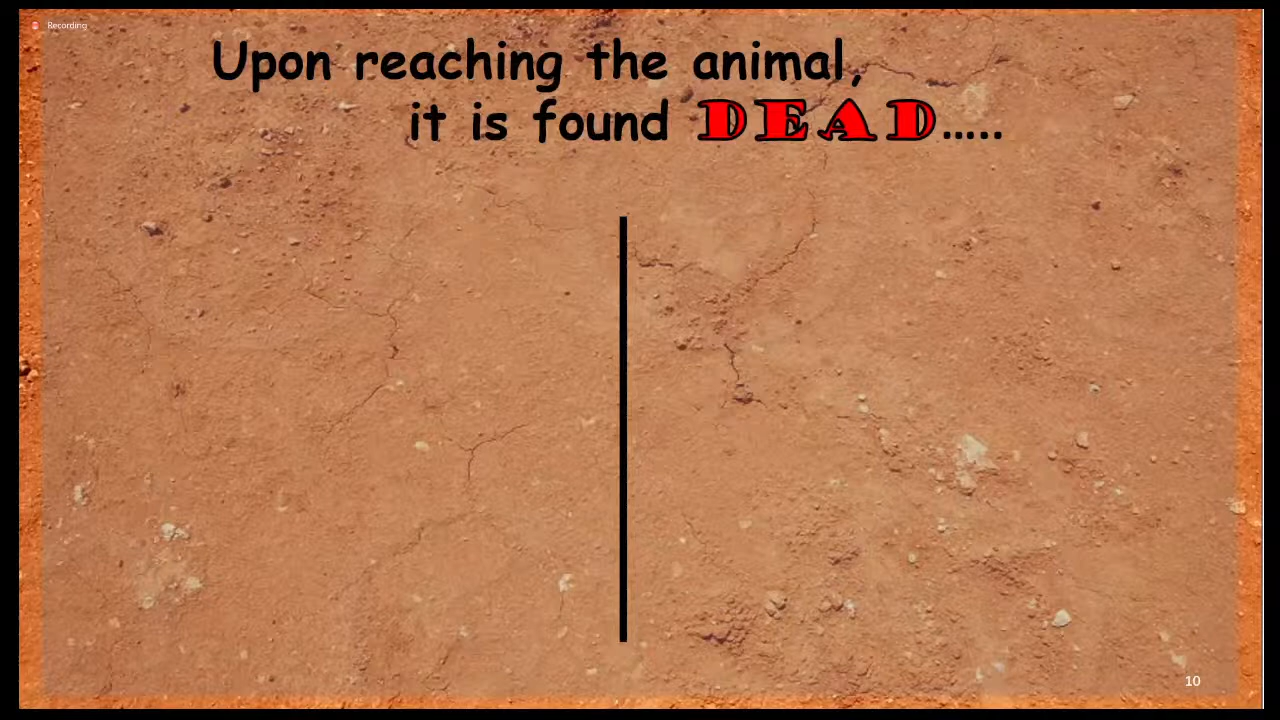 Recording
Upon reaching the animal,
it is found DEAD.....
10